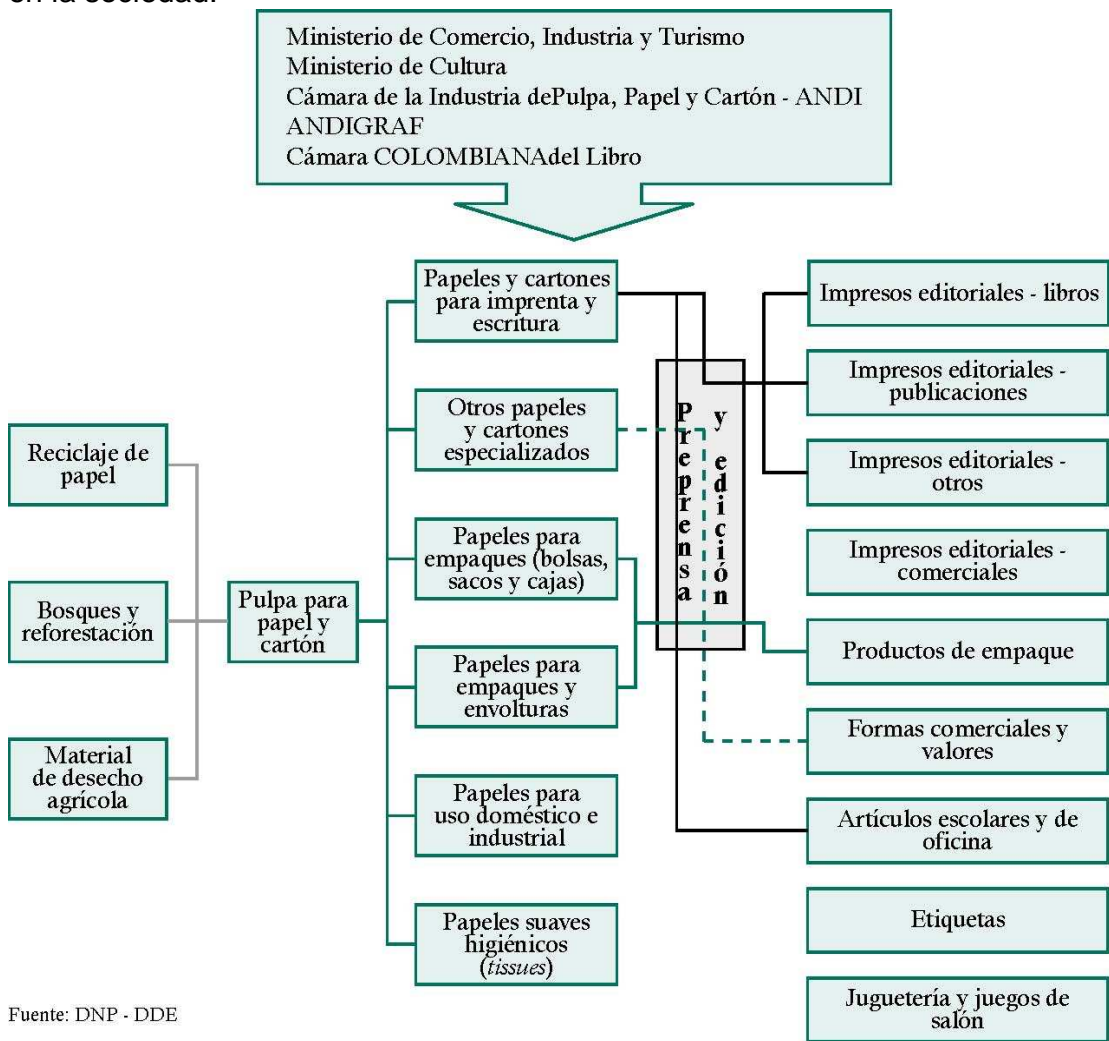 en la sociedad.
Ministerio de Comercio, Industria y Turismo
Ministerio de Cultura
Cámara de la Industria dePulpa, Papel y Cartón - ANDI
ANDIGRAF
Cámara COLOMBIANAdel Libro
Reciclaje de
papel
Bosques y
reforestación
Material
de desecho
agrícola
Pulpa para
papel y
cartón
Papeles y cartones
para imprenta y
escritura
Otros papeles
y cartones
especializados
Papeles para
empaques (bolsas,
sacos y cajas)
Papeles para
empaques y
envolturas
Papeles para
uso doméstico e
industrial
Papeles suaves
higiénicos
(tissues)
Preprensa
y edición
Impresos editoriales - libros
Impresos editoriales -
publicaciones
Impresos editoriales -
otros
Impresos editoriales -
comerciales
Productos de empaque
Formas comerciales y
valores
Artículos escolares y de
oficina
Etiquetas
Juguetería y juegos de
salón
Fuente: DNP - DDE